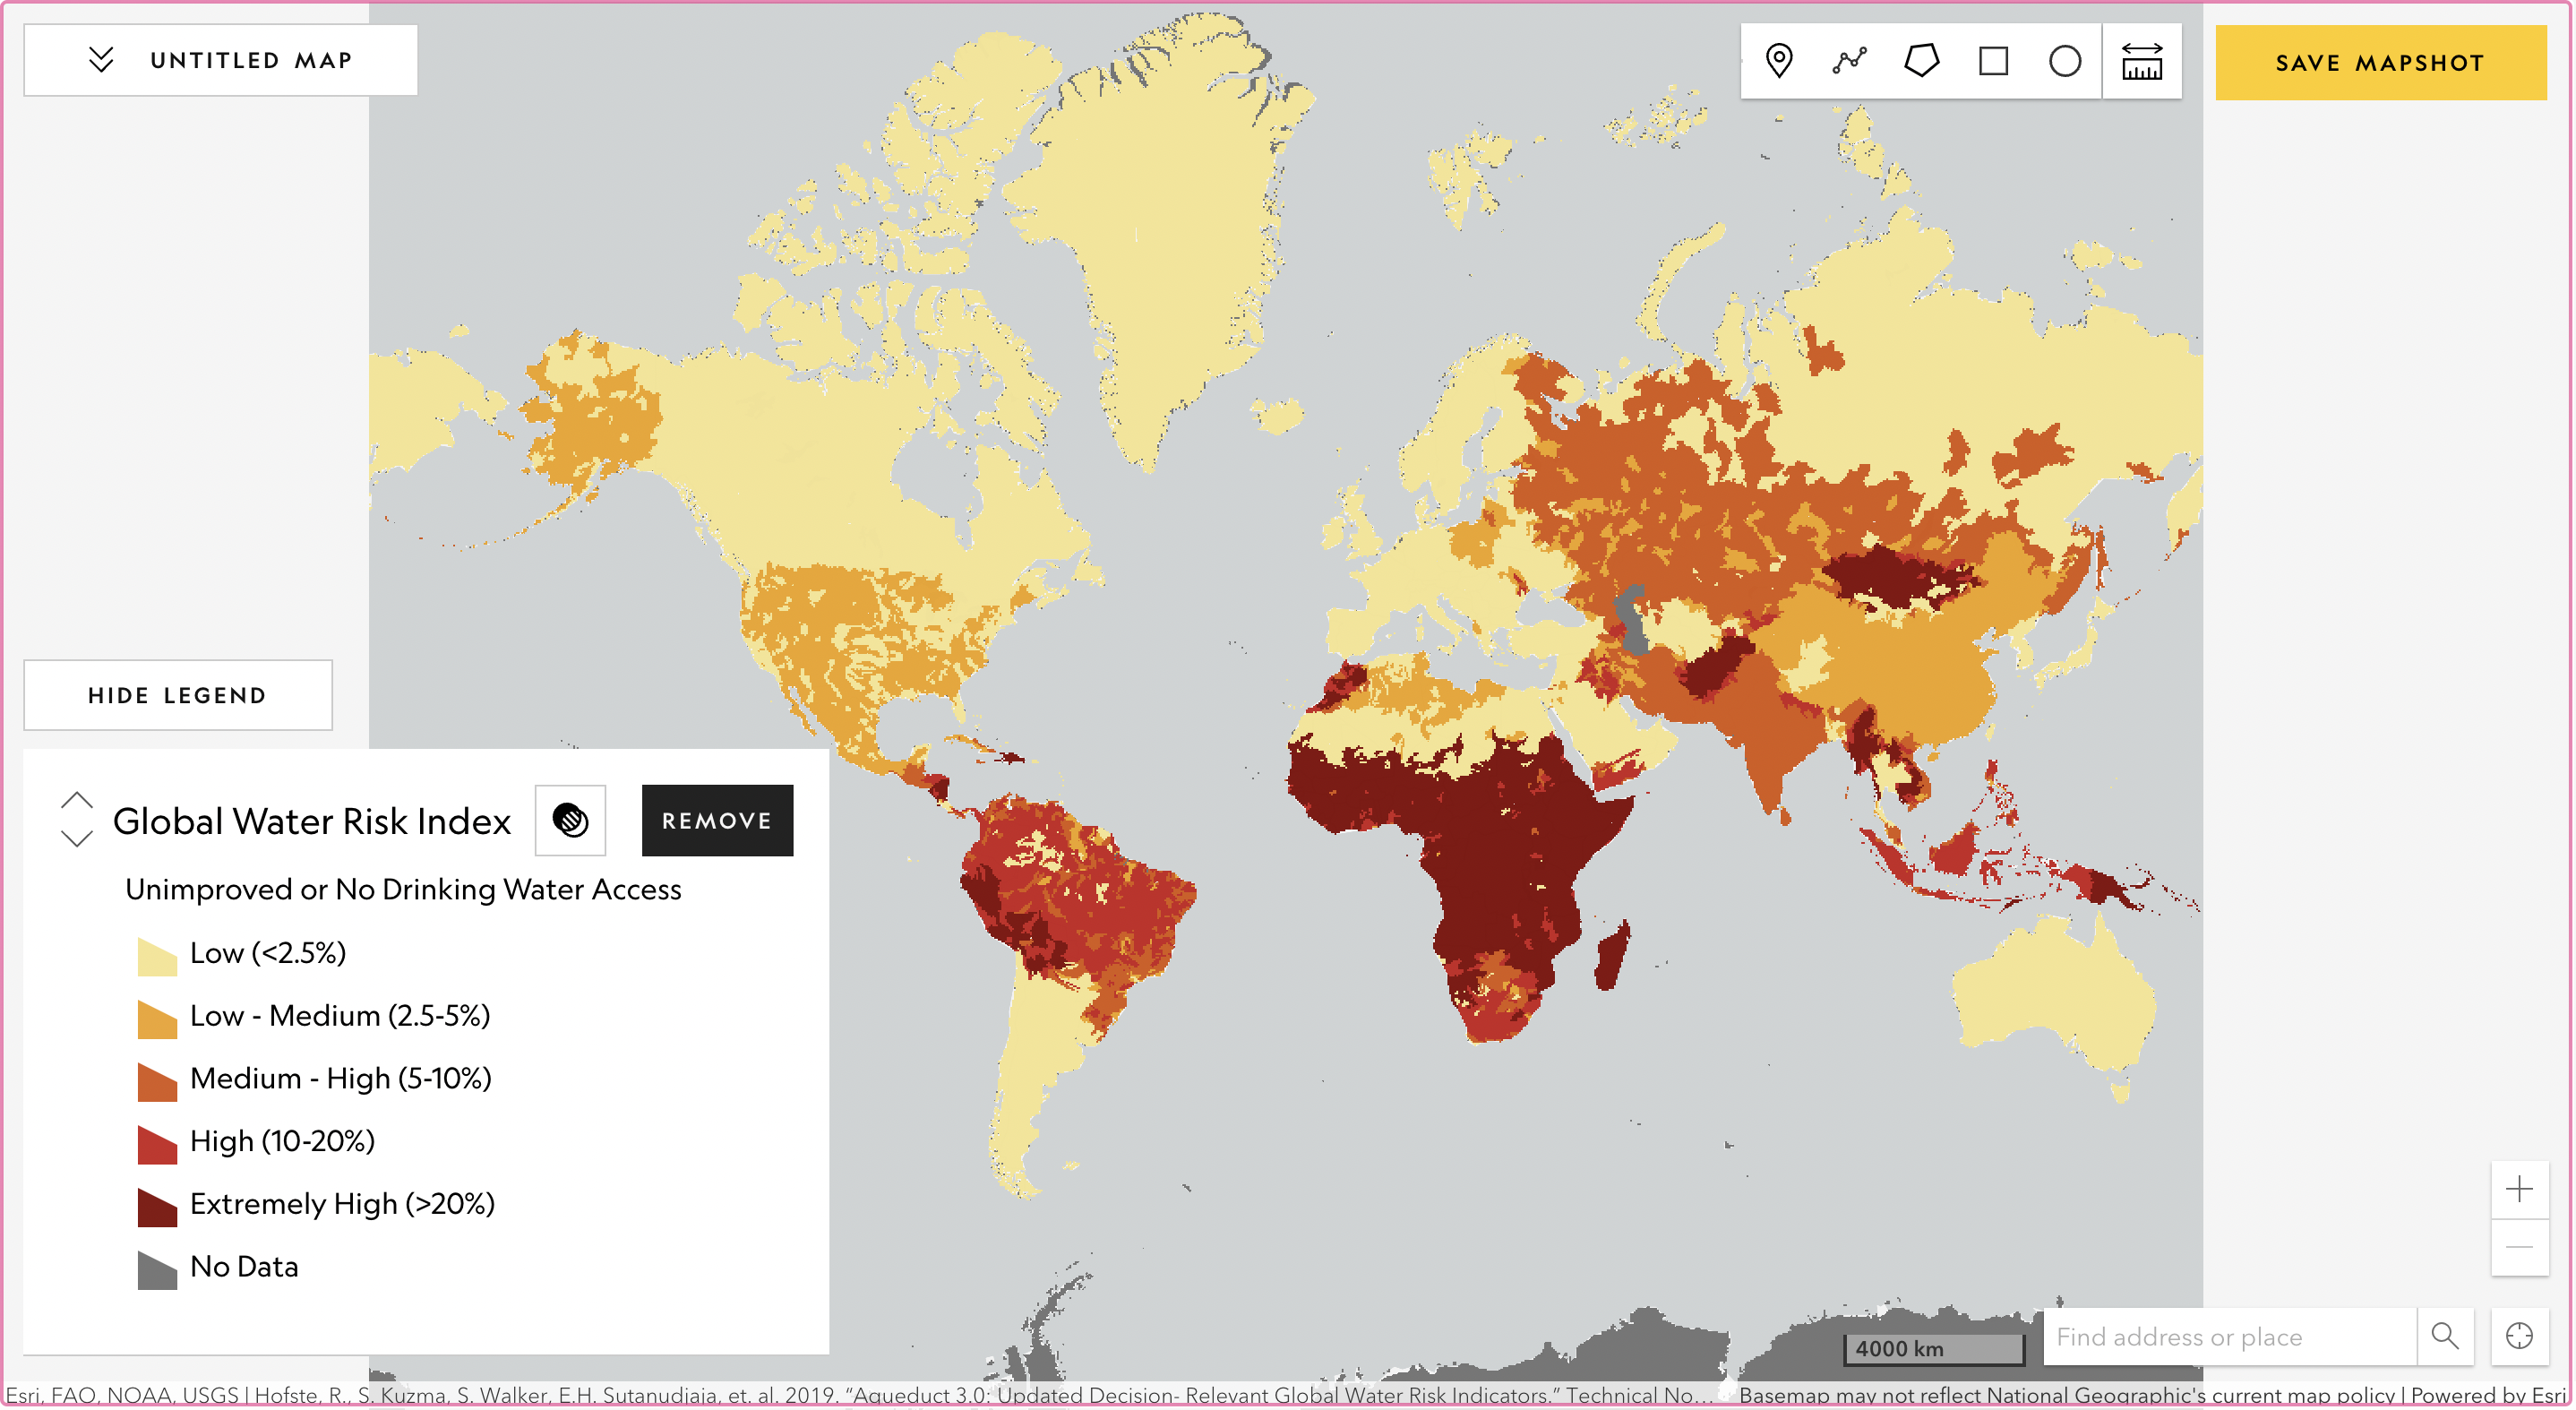 UNTITLED MAP
SAVE MAPSHOT
HIDE LEGEND
Global Water Risk Index
REMOVE
Unimproved or No Drinking Water Access
Low (<2.5%)
Low - Medium (2.5-5%)
Medium - High (5-10%)
High (10-20%)
Extremely High (>20%)
No Data
4000 km
Find address or place
Esri, FAO, NOAA, USGS | Hofste, R., S. Kuzma, S. Walker, E.H. Sutanudjaja, et. al. 2019. “Aqueduct 3.0: Updated Decision- Relevant Global Water Risk Indicators.” Technical No... Basemap may not reflect National Geographic's current map policy | Powered by Esri